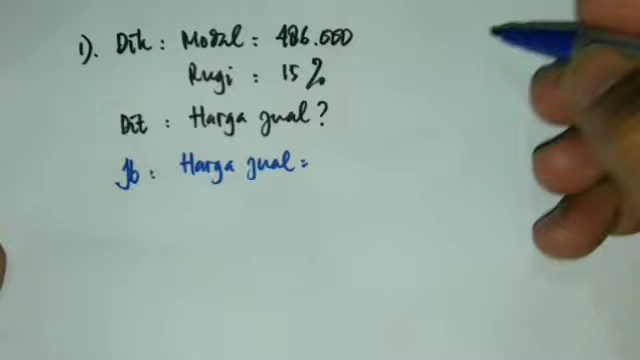 1). Dik : Modal : 486.000
Rugi : 15%
Dit : Harga jual ?
Jb : Harga jual =